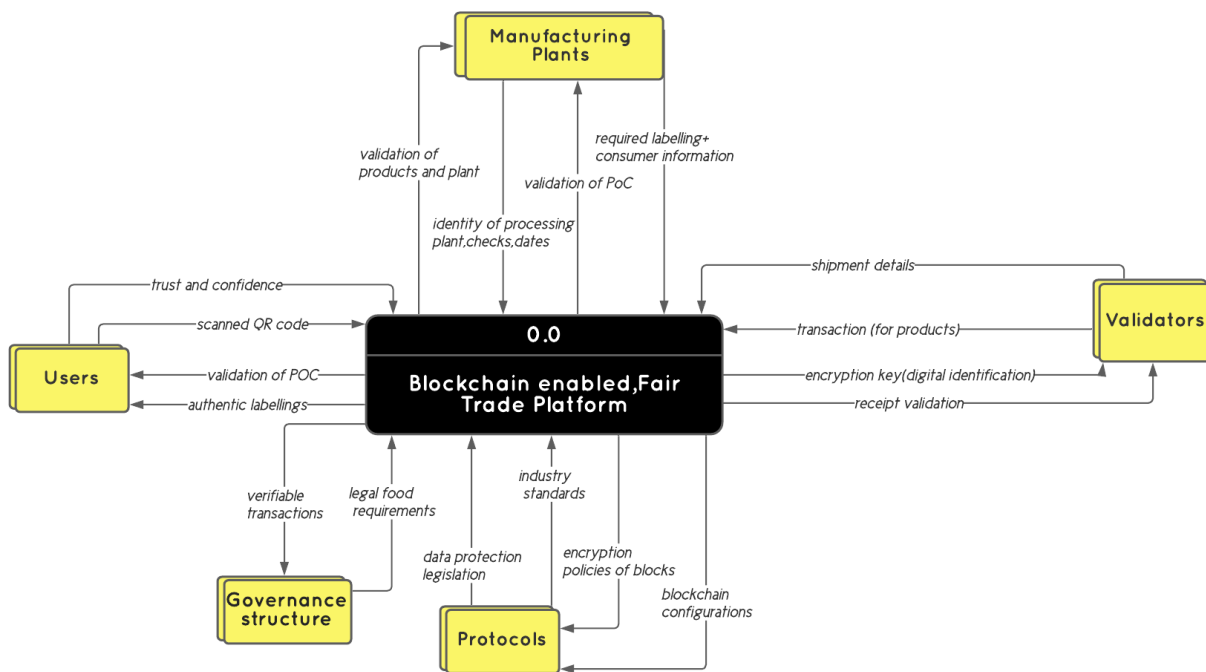 Manufacturing
Plants
required labelling+
consumer information
validation of
products and plant
validation of PoC
identity of processing
plant,checks,dates
shipment details
trust and confidence
Validators
scanned QR code
transaction (for products)
0.0
Users
validation of POC
Blockchain enabled,Fair
Trade Platform
encryption key(digital identification)
authentic labellings
receipt validation
industry
standards
legal food
requirements
verifiable
transactions
data protection
legislation
encryption
policies of blocks
blockchain
configurations
Governance
structure
Protocols